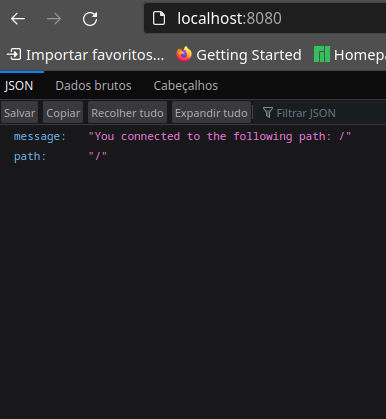 localhost:8080
Importar favoritos... Getting Started
JSON Dados brutos Cabeçalhos
Salvar Copiar Recolher tudo Expandir tudo Filtrar JSON
message: "You connected to the following path: /"
path: "/"